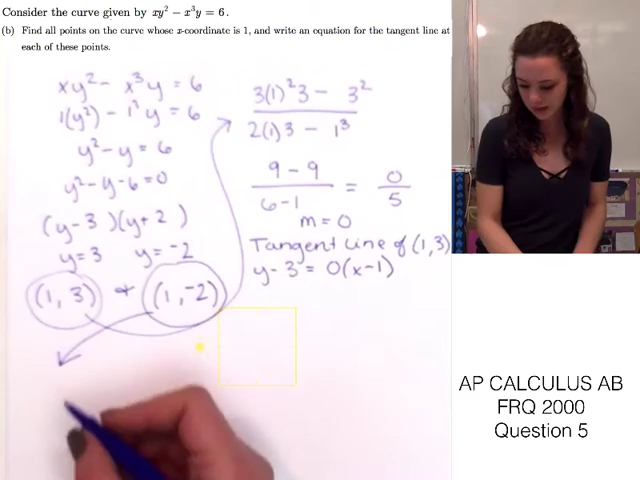 Consider the curve given by xy² − x³y = 6.
(b) Find all points on the curve whose x-coordinate is 1, and write an equation for the tangent line at
each of these points.
xy² - x³y = 6
1(y²) - 1³y = 6
y² - y = 6
y² - y - 6 = 0
(y-3)(y+2)
y = 3 y = -2
(1, 3) + (1, -2)
3(1)²3 - 3²
2(1)3 - 1³
9 - 9
6 - 1
= 0
5
m = 0
Tangent Line of (1,3)
y - 3 = 0(x-1)
AP CALCULUS AB
FRQ 2000
Question 5